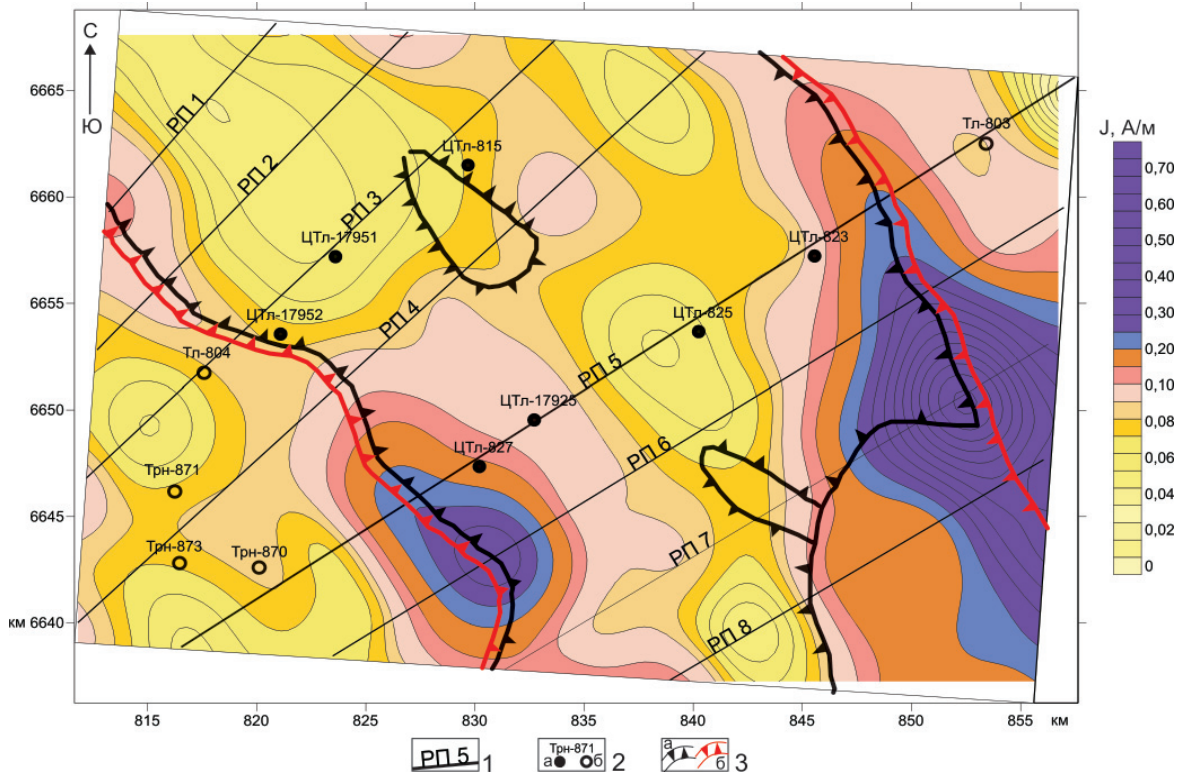 С
Ю
6665
6660
6655
6650
6645
км
6640
815
820
825
830
835
840
845
850
855
км
РП 1
РП 2
РП 3
РП 4
РП 5
РП 6
РП 7
РП 8
ЦТл-815
Тл-803
ЦТл-17951
ЦТл-823
ЦТл-17952
ЦТл-825
Тл-804
ЦТл-17925
ЦТл-827
Трн-871
Трн-873
Трн-870
J, А/м
0,70
0,60
0,50
0,40
0,30
0,20
0,10
0,08
0,06
0,04
0,02
0
РП 5 1
Трн-871
а б 2
а б 3